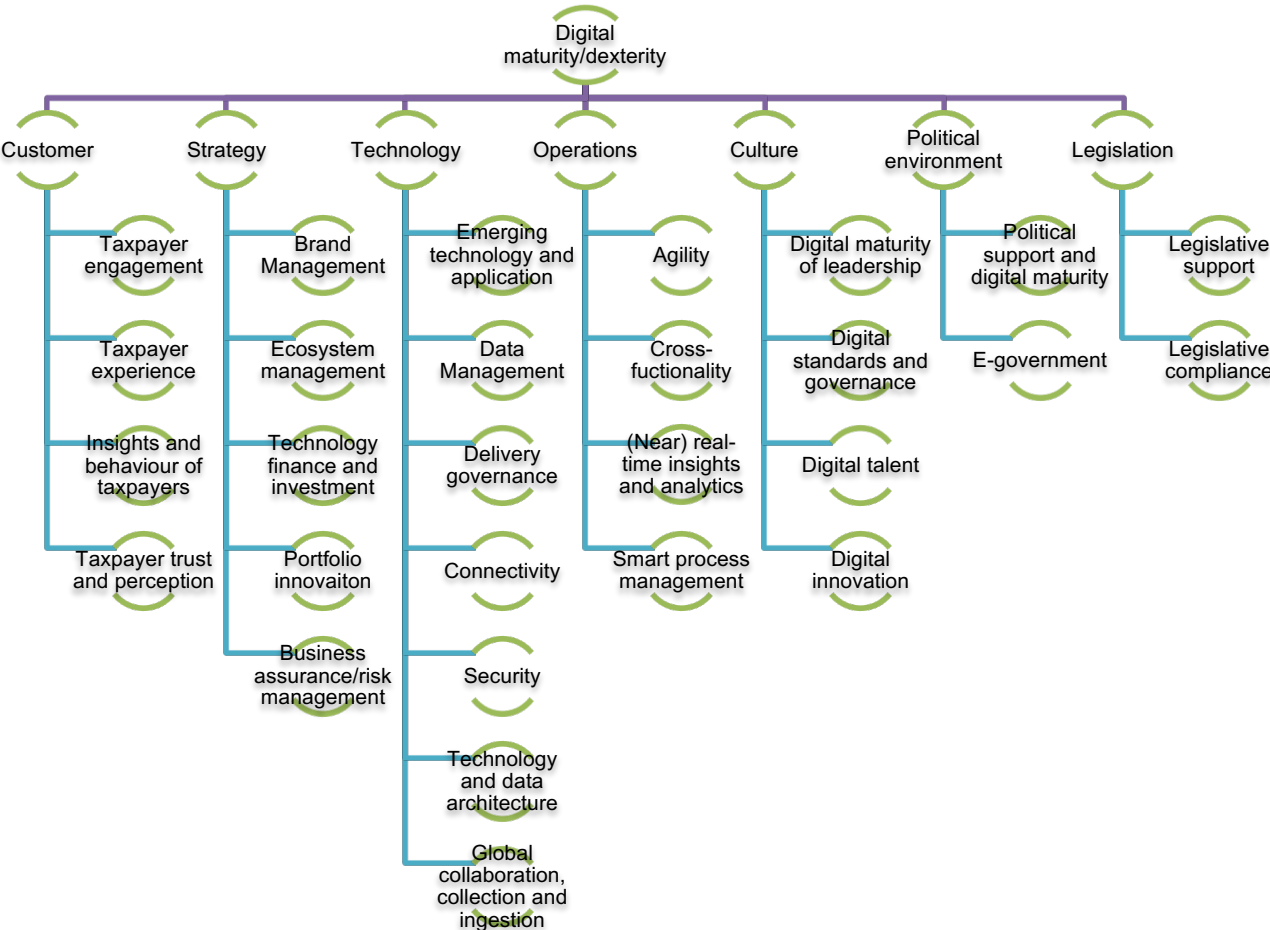 Digital
maturity/dexterity
Customer
Strategy
Technology
Operations
Culture
Political
environment
Legislation
Taxpayer
engagement
Taxpayer
experience
Insights and
behaviour of
taxpayers
Taxpayer trust
and perception
Brand
Management
Ecosystem
management
Technology
finance and
investment
Portfolio
innovaiton
Business
assurance/risk
management
Emerging
technology and
application
Data
Management
Delivery
governance
Connectivity
Security
Technology
and data
architecture
Global
collaboration,
collection and
ingestion
Agility
Cross-
fuctionality
(Near) real-
time insights
and analytics
Smart process
management
Digital maturity
of leadership
Digital
standards and
governance
Digital talent
Digital
innovation
Political
support and
digital maturity
E-government
Legislative
support
Legislative
compliance